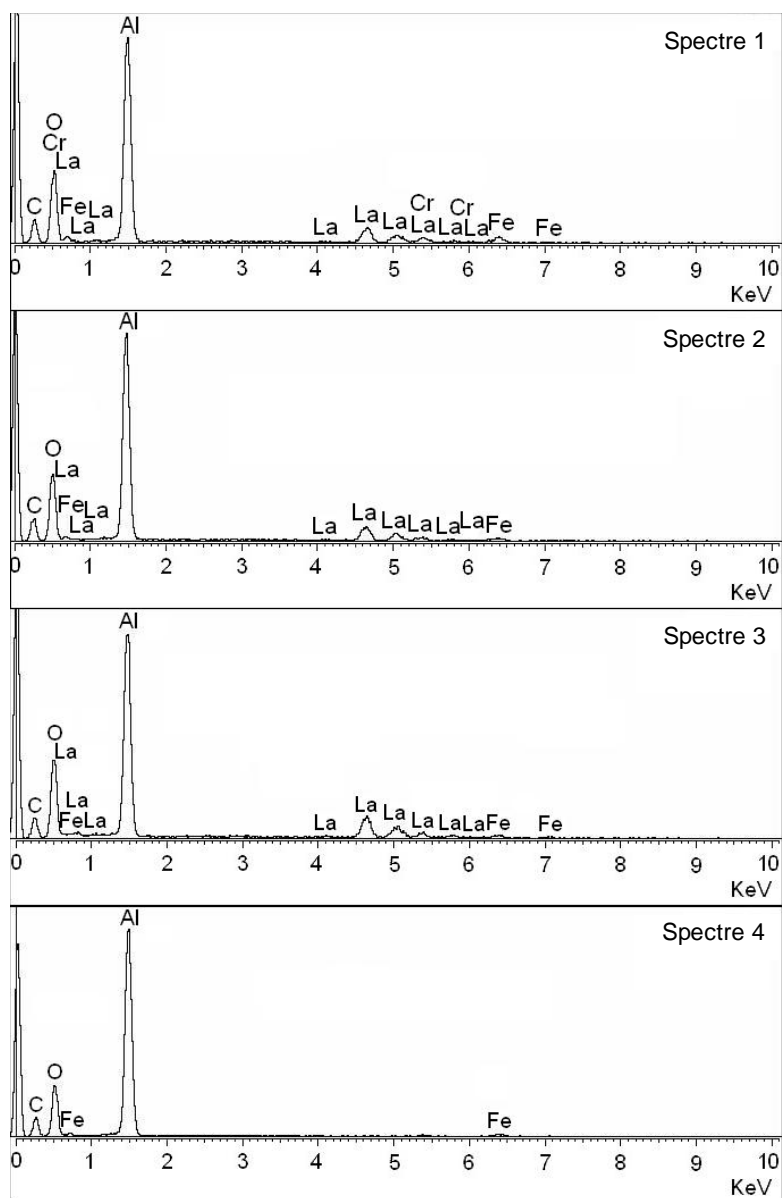 Al
Spectre 1
O
Cr
La
C Fe La
La
La La La Cr La La Cr La Fe Fe
0 1 2 3 4 5 6 7 8 9 10
KeV
Al
Spectre 2
O
La
C Fe La
La
La La La La La La Fe
0 1 2 3 4 5 6 7 8 9 10
KeV
Al
Spectre 3
O
La
C La
Fe La
La La La La La La Fe Fe
0 1 2 3 4 5 6 7 8 9 10
KeV
Al
Spectre 4
O
C Fe Fe
0 1 2 3 4 5 6 7 8 9 10
KeV